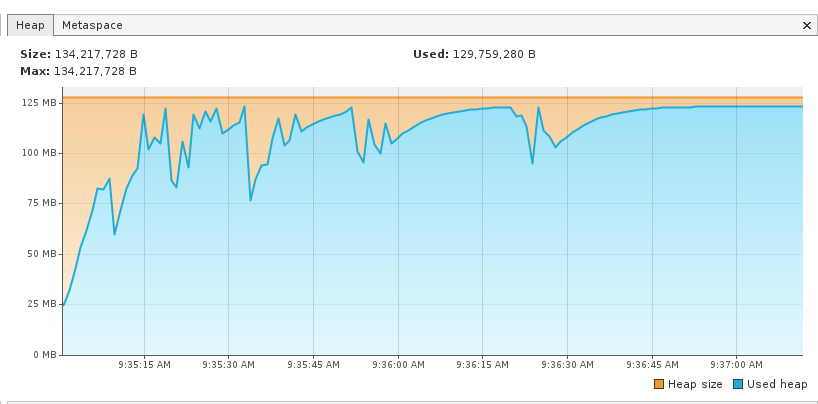 Heap Metaspace ×
Size: 134,217,728 B Used: 129,759,280 B
Max: 134,217,728 B
125 MB
100 MB
75 MB
50 MB
25 MB
0 MB
9:35:15 AM 9:35:30 AM 9:35:45 AM 9:36:00 AM 9:36:15 AM 9:36:30 AM 9:36:45 AM 9:37:00 AM
Heap size Used heap